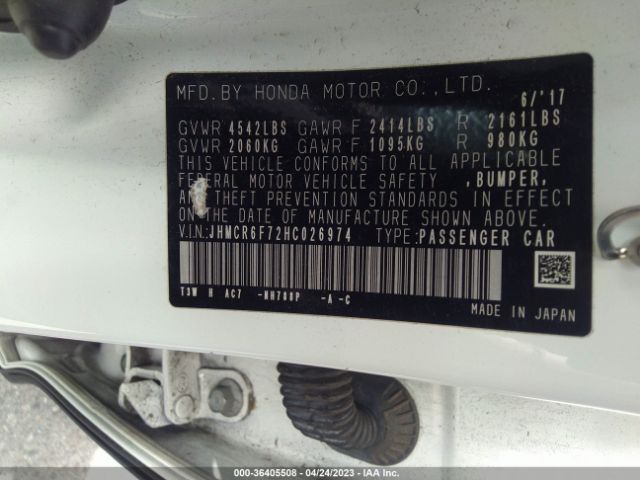 MFD.BY HONDA MOTOR CO.,LTD.
6/'17
GVWR 4542LBS GAWR F 2414LBS R 2161LBS
GVWR 2060KG GAWR F 1095KG R 980KG
THIS VEHICLE CONFORMS TO ALL APPLICABLE
FEDERAL MOTOR VEHICLE SAFETY ,BUMPER,
AND THEFT PREVENTION STANDARDS IN EFFECT
ON THE DATE OF MANUFACTURE SHOWN ABOVE.
V.I.N.: JHMCR6F72HC026974 TYPE:PASSENGER CAR
T3W H AC7 -NH788P -A -C
MADE IN JAPAN
000-36405508 - 04/24/2023 - IAA Inc.